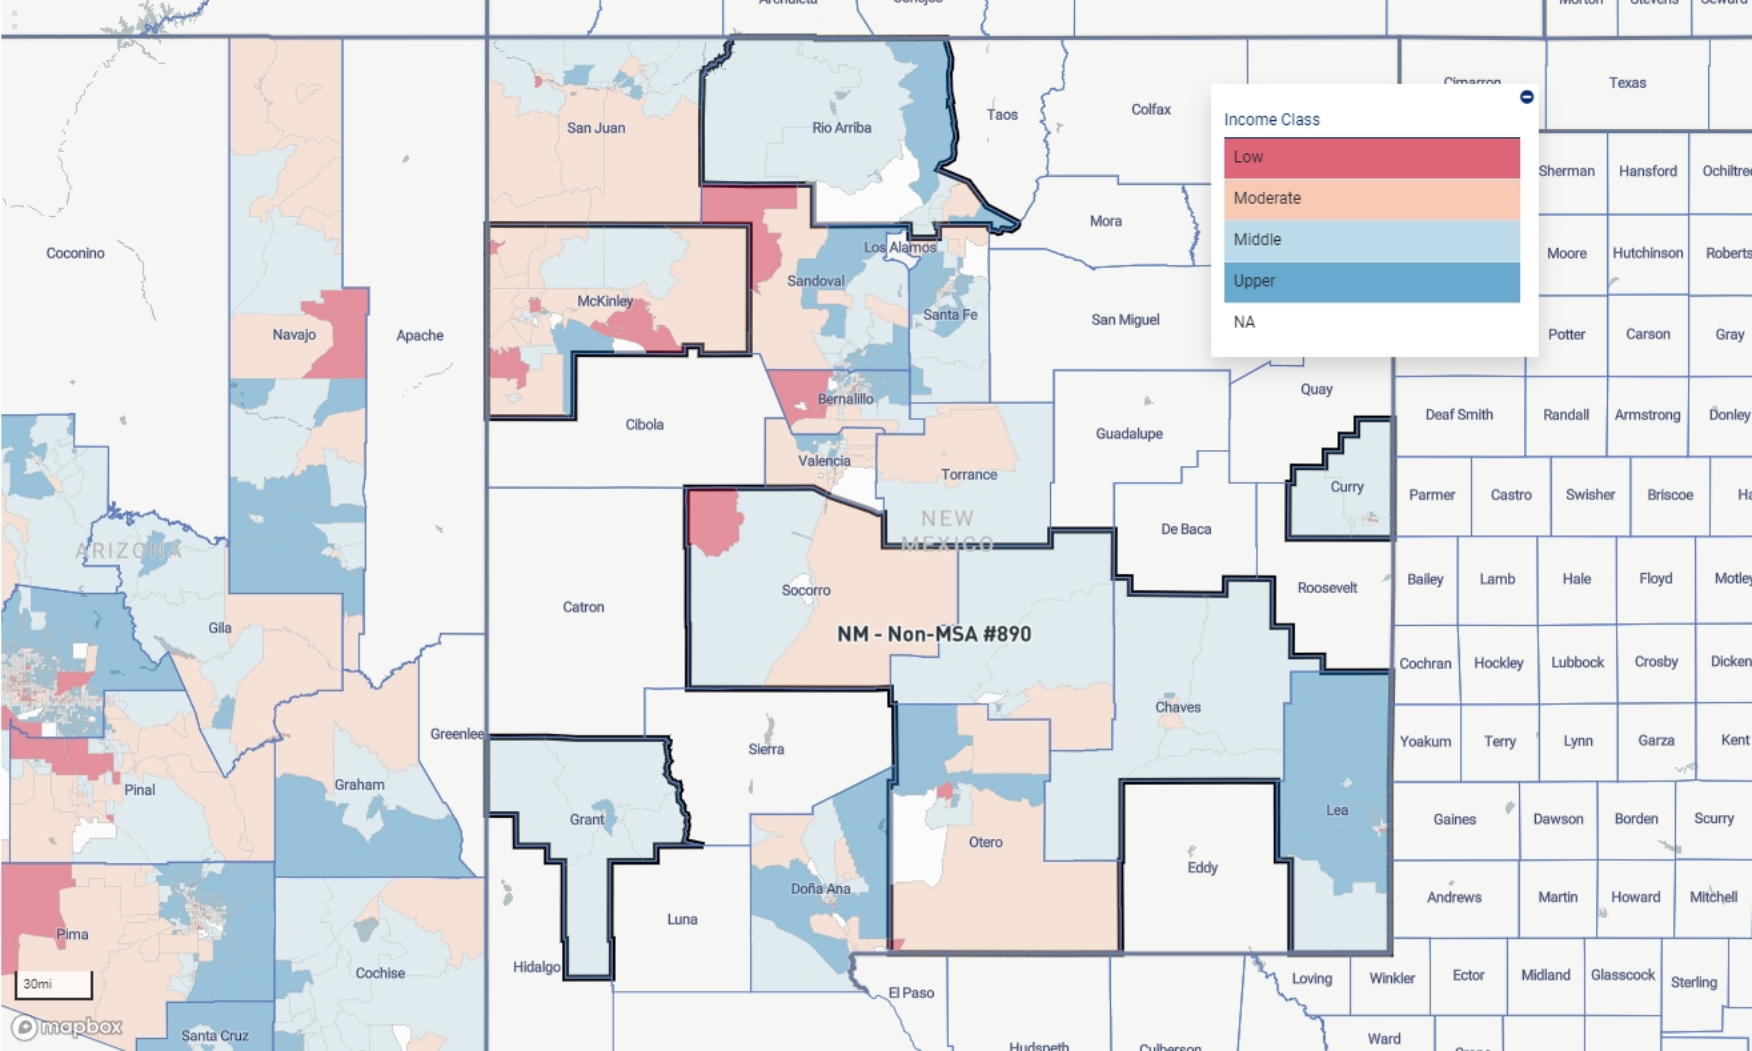 Archuleta
Conejos
Morton
Stevens
Seward
Cimarron
Texas
Taos
Colfax
San Juan
Rio Arriba
Income Class
Low
Moderate
Middle
Upper
NA
Sherman
Hansford
Ochiltree
Mora
Coconino
Los Alamos
Moore
Hutchinson
Roberts
Sandoval
McKinley
Santa Fe
San Miguel
Navajo
Apache
Potter
Carson
Gray
Quay
Bernalillo
Cibola
Deaf Smith
Randall
Armstrong
Donley
Guadalupe
Valencia
Torrance
Curry
Parmer
Castro
Swisher
Briscoe
Ha
NEW
MEXICO
De Baca
ARIZONA
Socorro
Roosevelt
Bailey
Lamb
Hale
Floyd
Motley
Catron
Gila
NM - Non-MSA #890
Cochran
Hockley
Lubbock
Crosby
Dicken
Chaves
Greenlee
Sierra
Yoakum
Terry
Lynn
Garza
Kent
Pinal
Graham
Grant
Lea
Gaines
Dawson
Borden
Scurry
Otero
Eddy
Doña Ana
Luna
Andrews
Martin
Howard
Mitchell
Pima
Cochise
Hidalgo
30mi
El Paso
Loving
Winkler
Ector
Midland
Glasscock
Sterling
mapbox
Santa Cruz
Hudspeth
Culberson
Ward
Crane